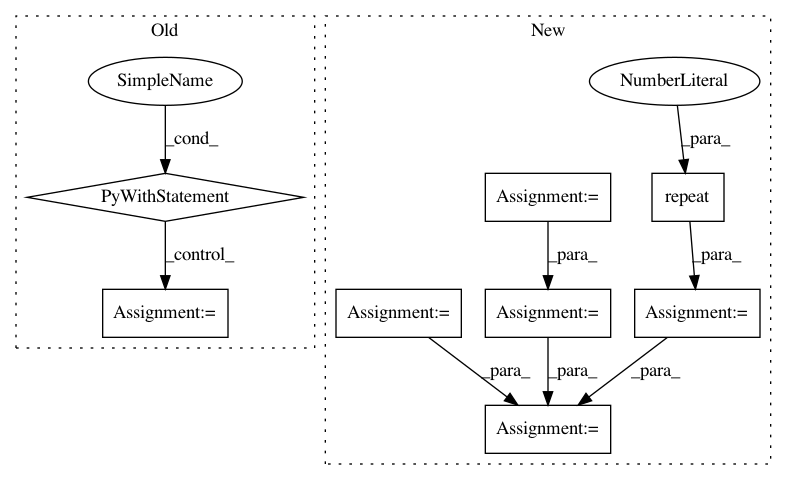 Old
New
SimpleName
NumberLiteral
_cond_
_para_
PyWithStatement
Assignment:=
repeat
_control_
_para_
_para_
Assignment:=
Assignment:=
Assignment:=
Assignment:=
_para_
_para_
_para_
Assignment:=